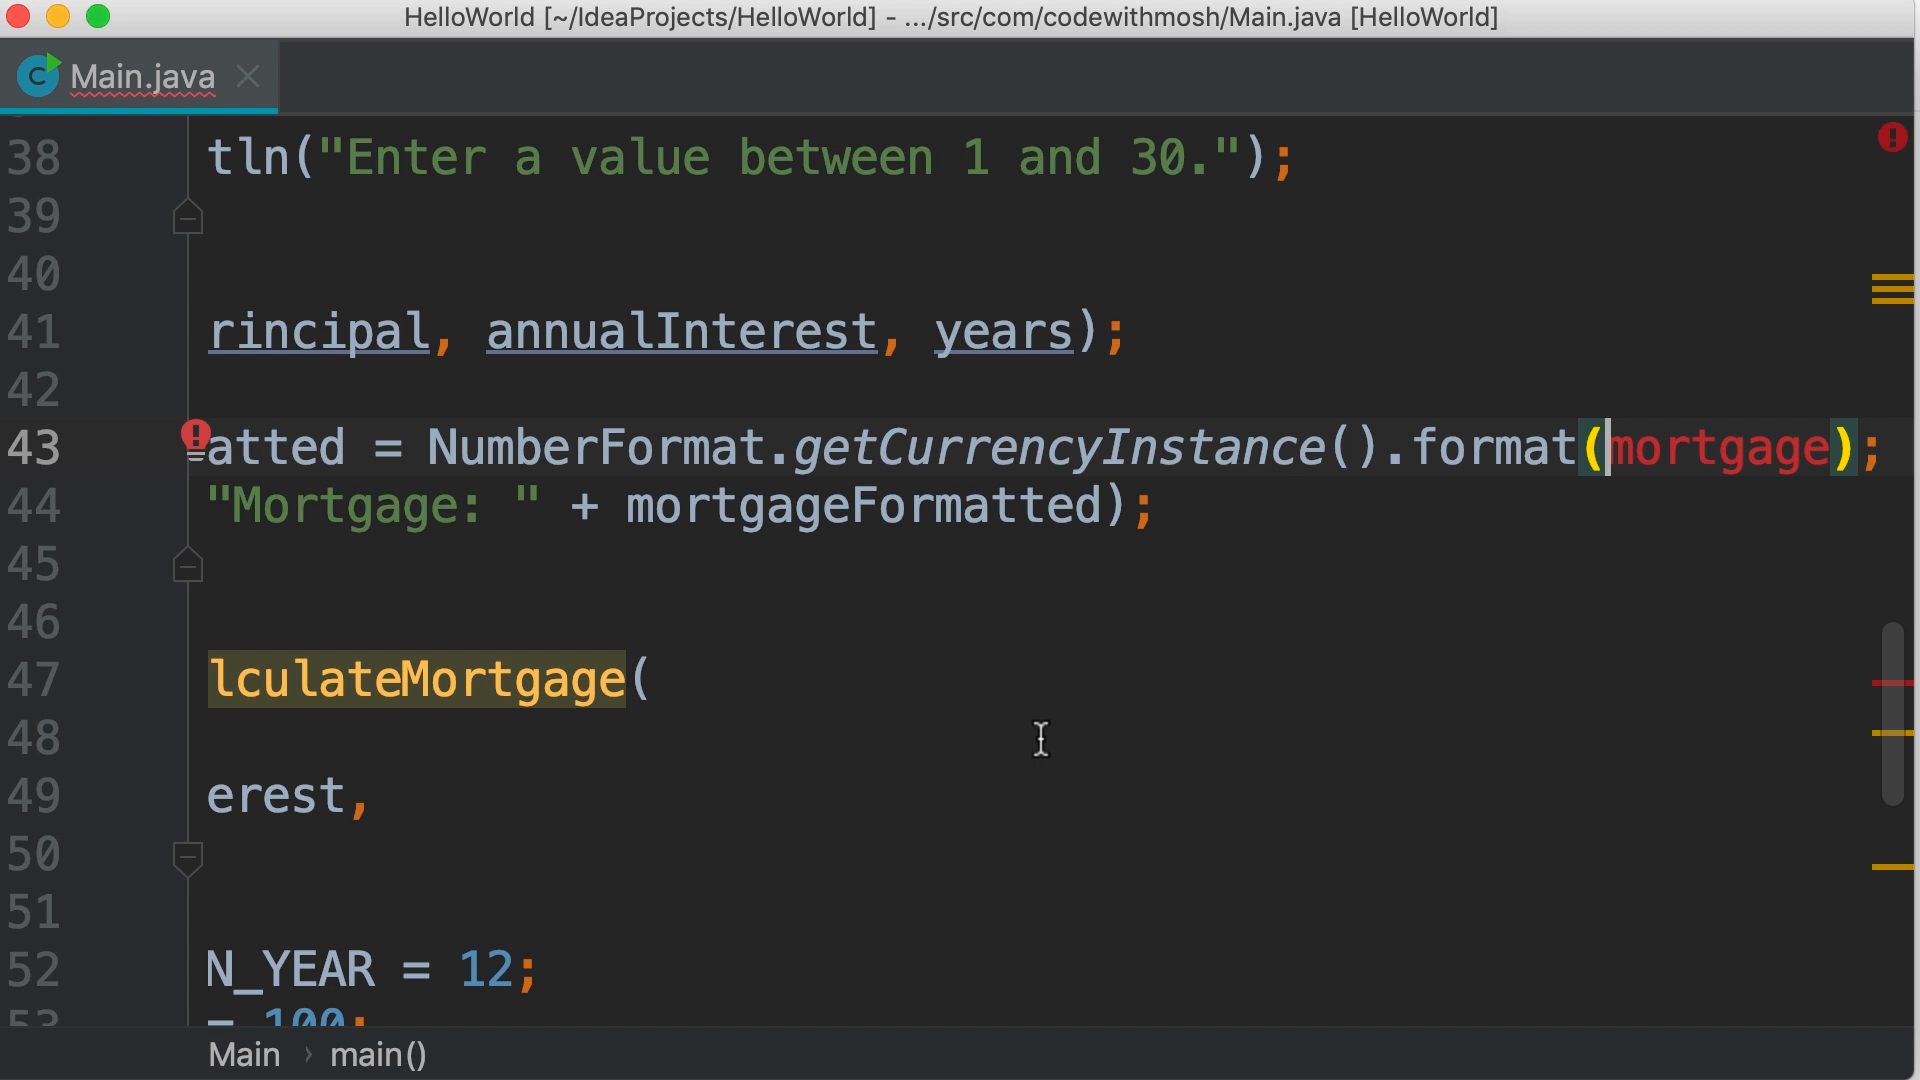 HelloWorld [~/IdeaProjects/HelloWorld] - .../src/com/codewithmosh/Main.java [HelloWorld]
C Main.java
38 tln("Enter a value between 1 and 30.");
39
40
41 rincipal, annualInterest, years);
42
43 atted = NumberFormat.getCurrencyInstance().format(mortgage);
44 "Mortgage: " + mortgageFormatted);
45
46
47 lculateMortgage(
48
49 erest,
50
51
52 N_YEAR = 12;
53 = 100;
Main › main()